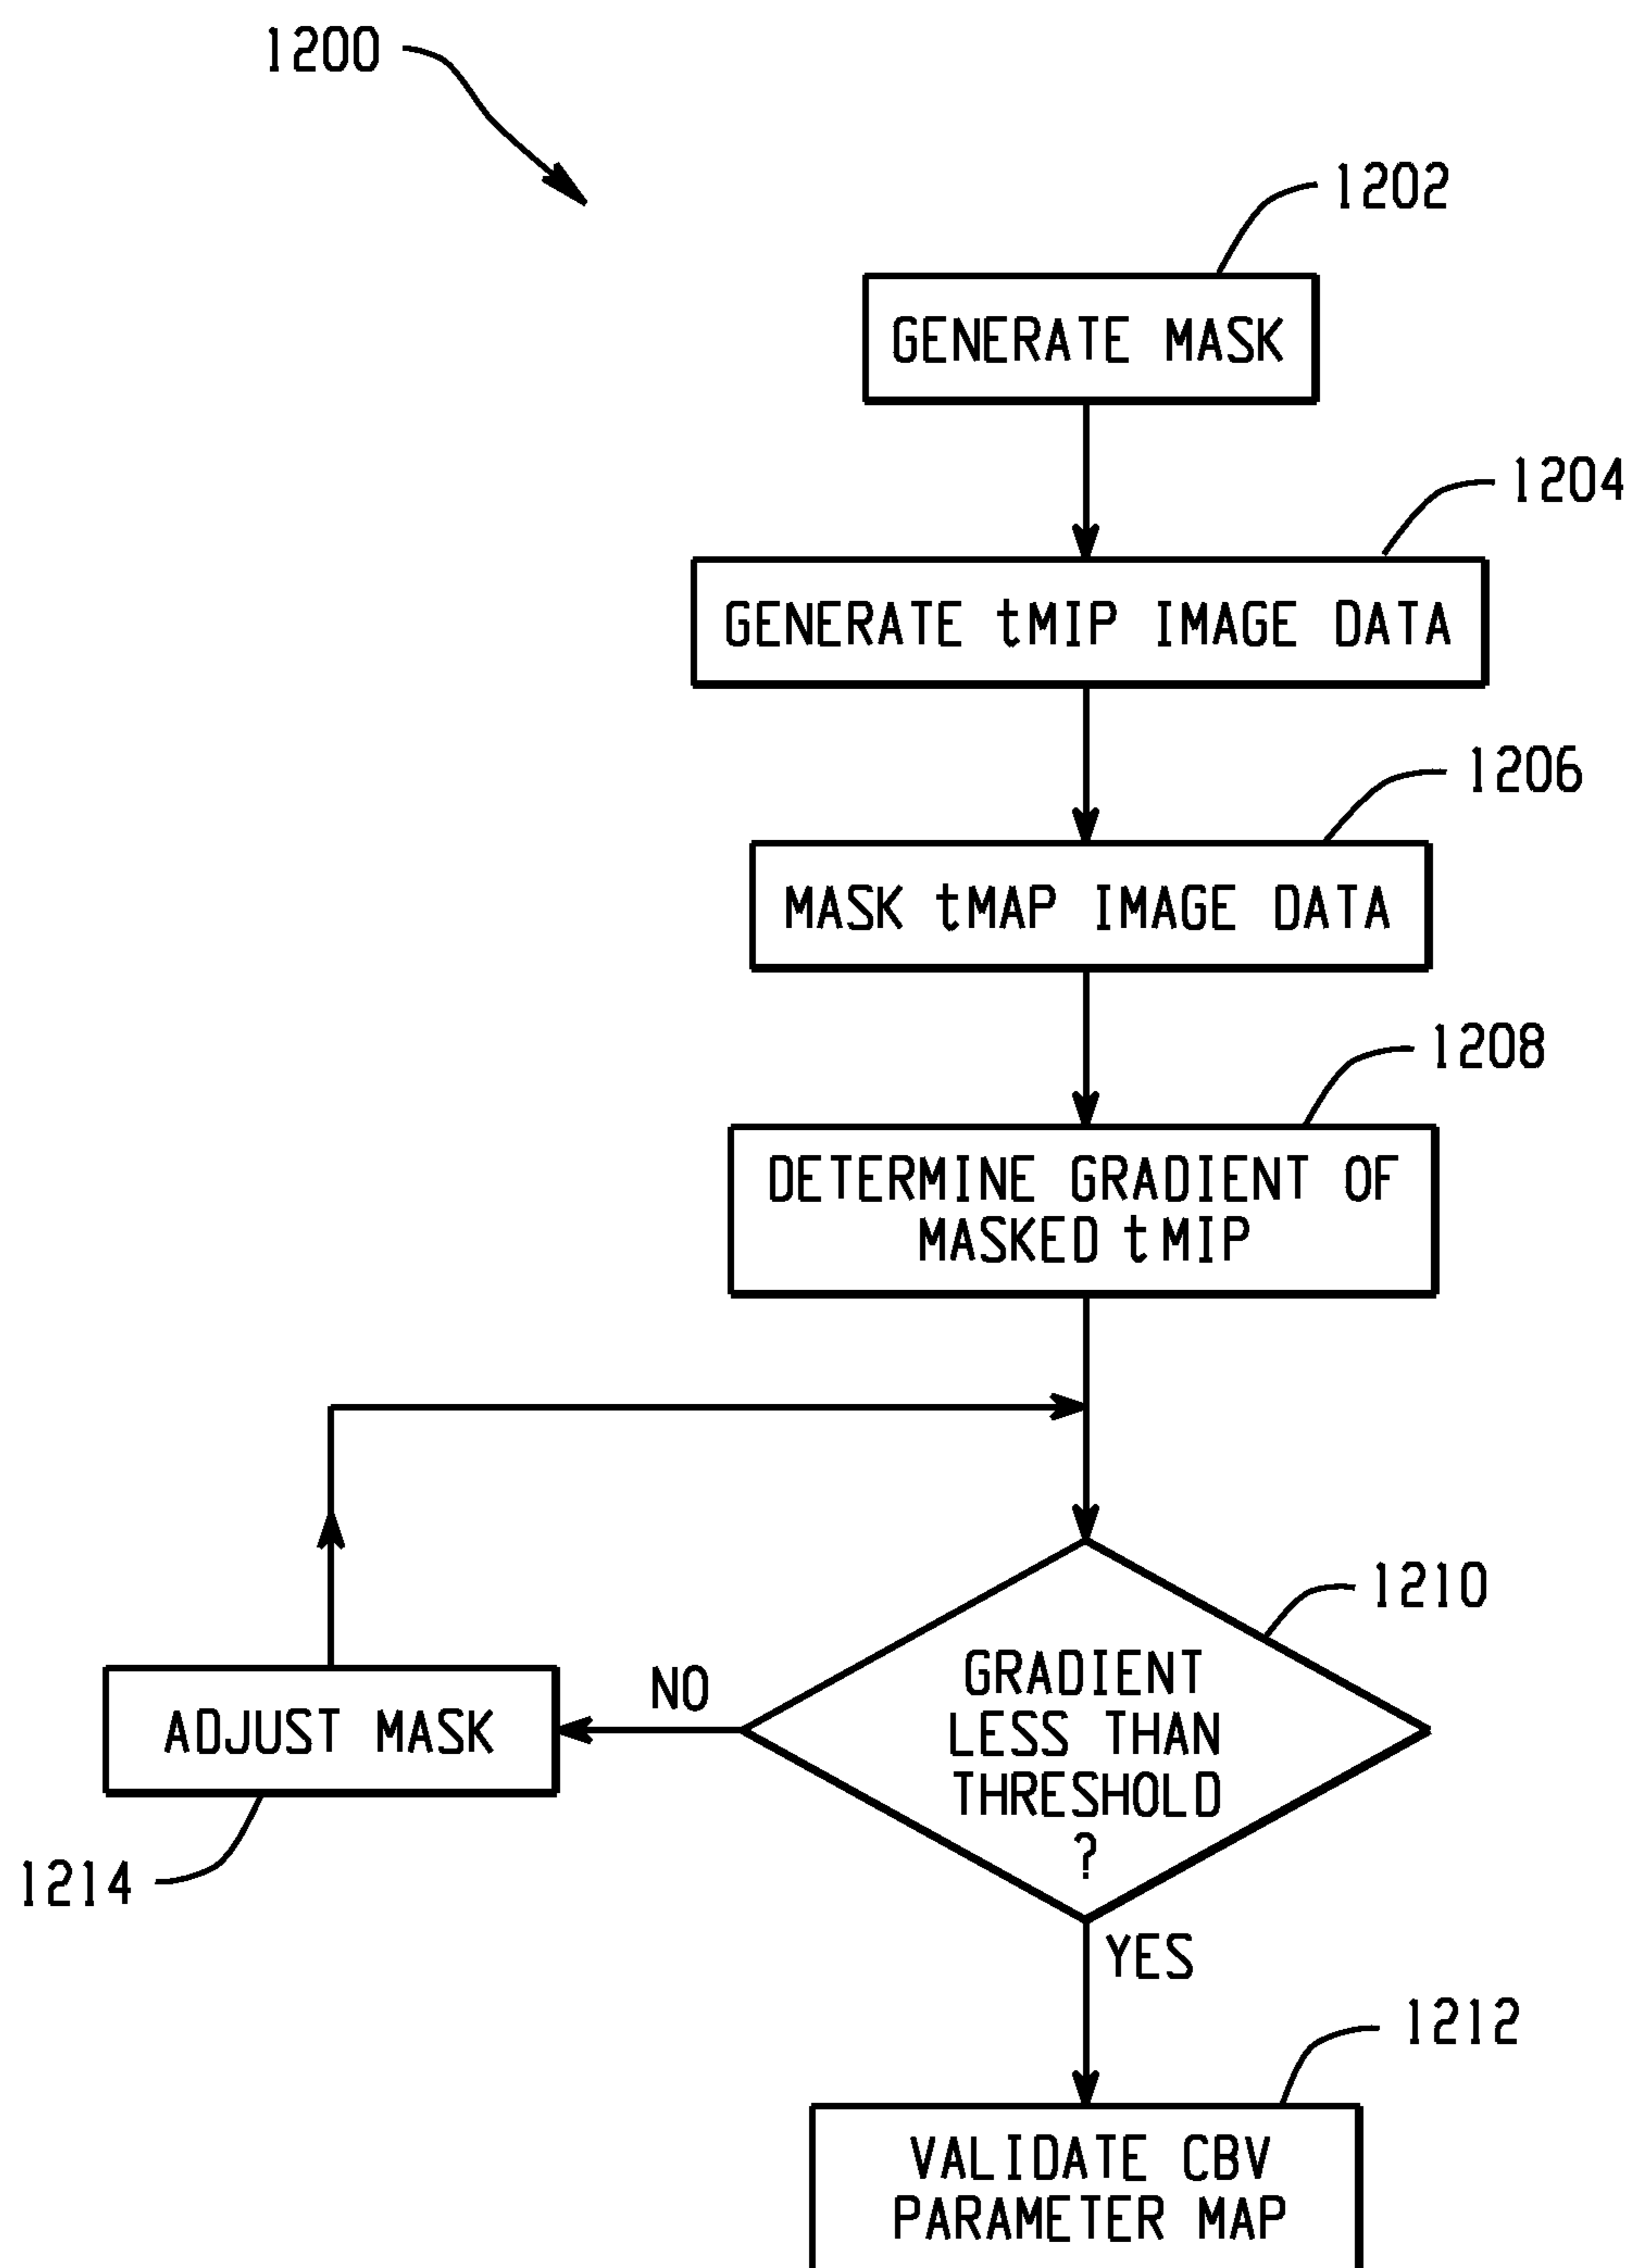 1200
1202
GENERATE MASK
1204
GENERATE tMIP IMAGE DATA
1206
MASK tMAP IMAGE DATA
1208
DETERMINE GRADIENT OF
MASKED tMIP
1210
GRADIENT
LESS THAN
THRESHOLD
?
NO
ADJUST MASK
1214
YES
1212
VALIDATE CBV
PARAMETER MAP